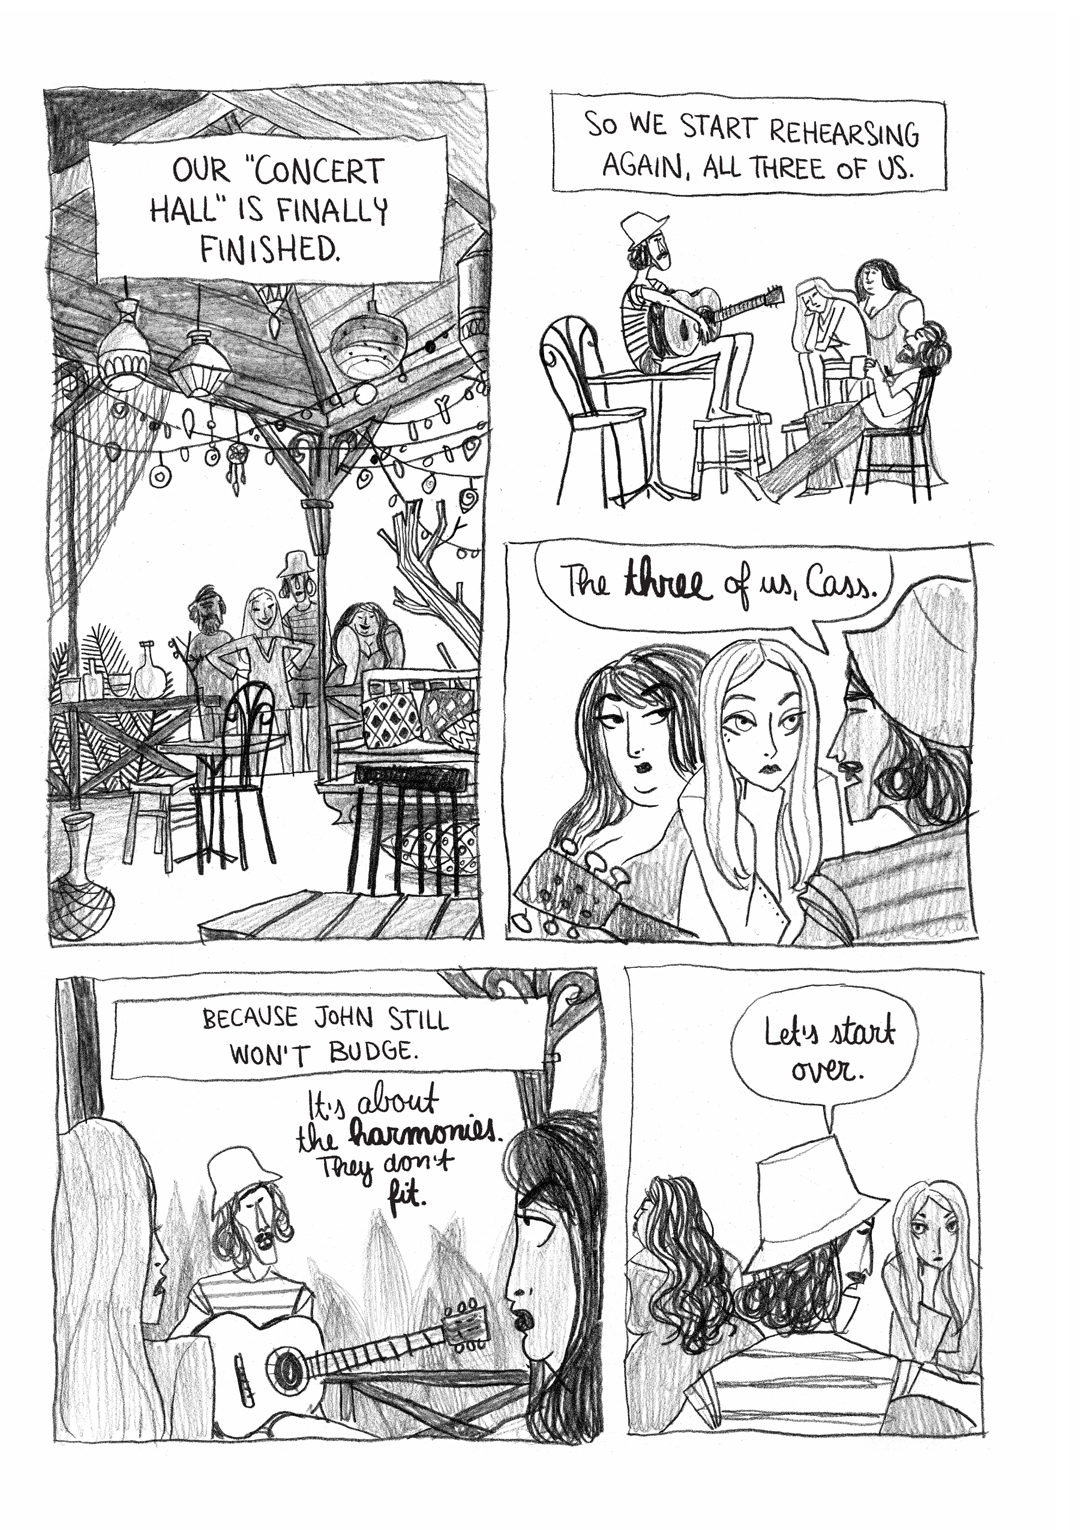 OUR "CONCERT
HALL" IS FINALLY
FINISHED.
SO WE START REHEARSING
AGAIN, ALL THREE OF US.
The three of us, Cass.
BECAUSE JOHN STILL
WON'T BUDGE.
It's about
the harmonies.
They don't
fit.
Let's start
over.